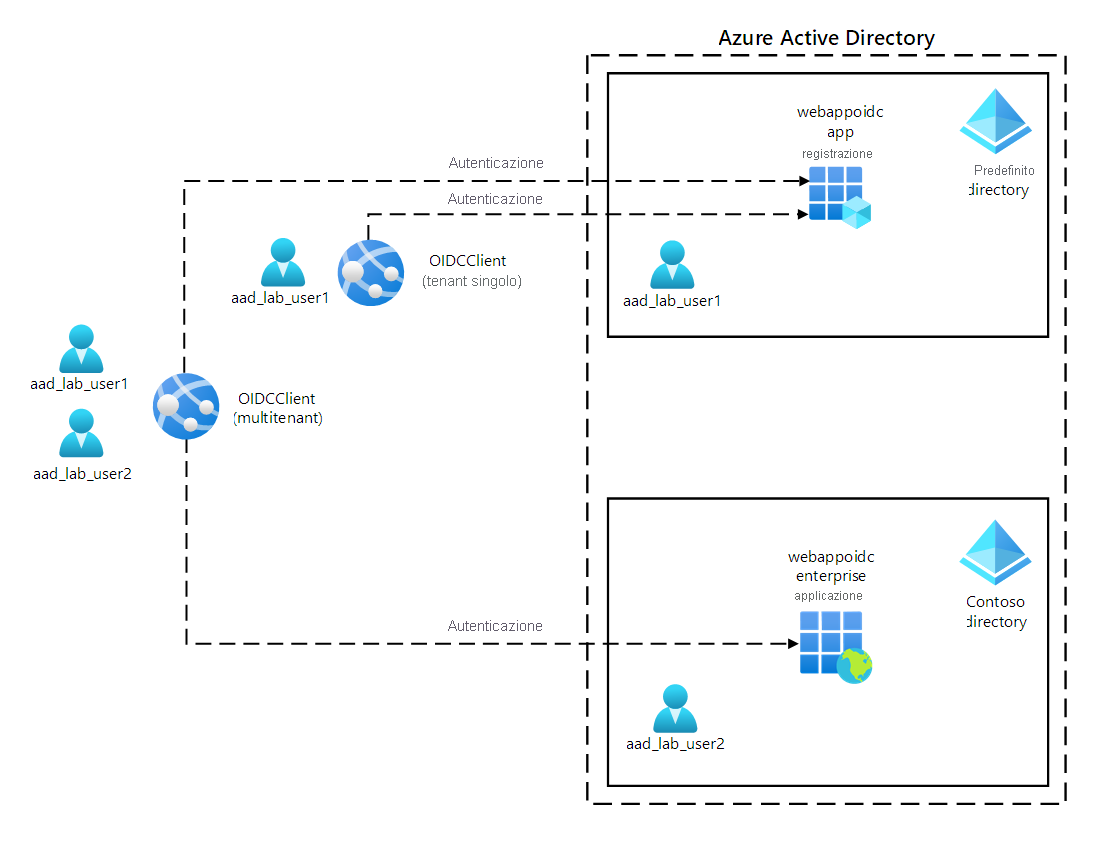 Azure Active Directory
webappoidc
app
registrazione
Predefinito
directory
Autenticazione
Autenticazione
OIDCClient
(tenant singolo)
aad_lab_user1
aad_lab_user1
aad_lab_user1
OIDCClient
(multitenant)
aad_lab_user2
webappoidc
enterprise
applicazione
Contoso
directory
Autenticazione
aad_lab_user2